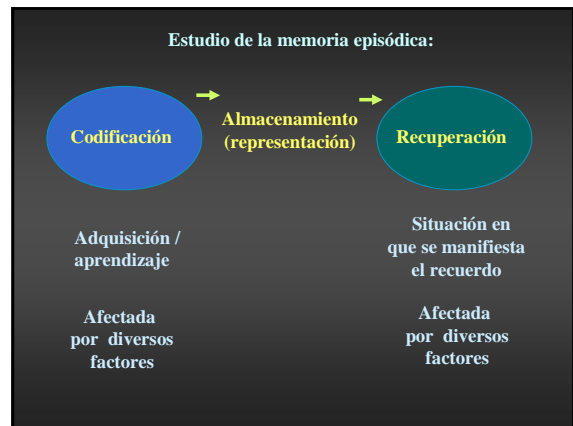 Estudio de la memoria episódica:
Codificación
Almacenamiento
(representación)
Recuperación
Adquisición /
aprendizaje
Situación en
que se manifiesta
el recuerdo
Afectada
por diversos
factores
Afectada
por diversos
factores